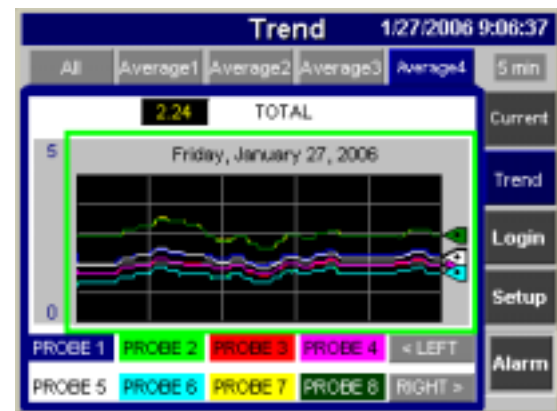 Trend 1/27/2006 9:06:37
All Average1 Average2 Average3 Average4 5 min
2.24 TOTAL
Current
5 Friday, January 27, 2006
Trend
Login
Setup
0
PROBE 1 PROBE 2 PROBE 3 PROBE 4 < LEFT
Alarm
PROBE 5 PROBE 6 PROBE 7 PROBE 8 RIGHT >